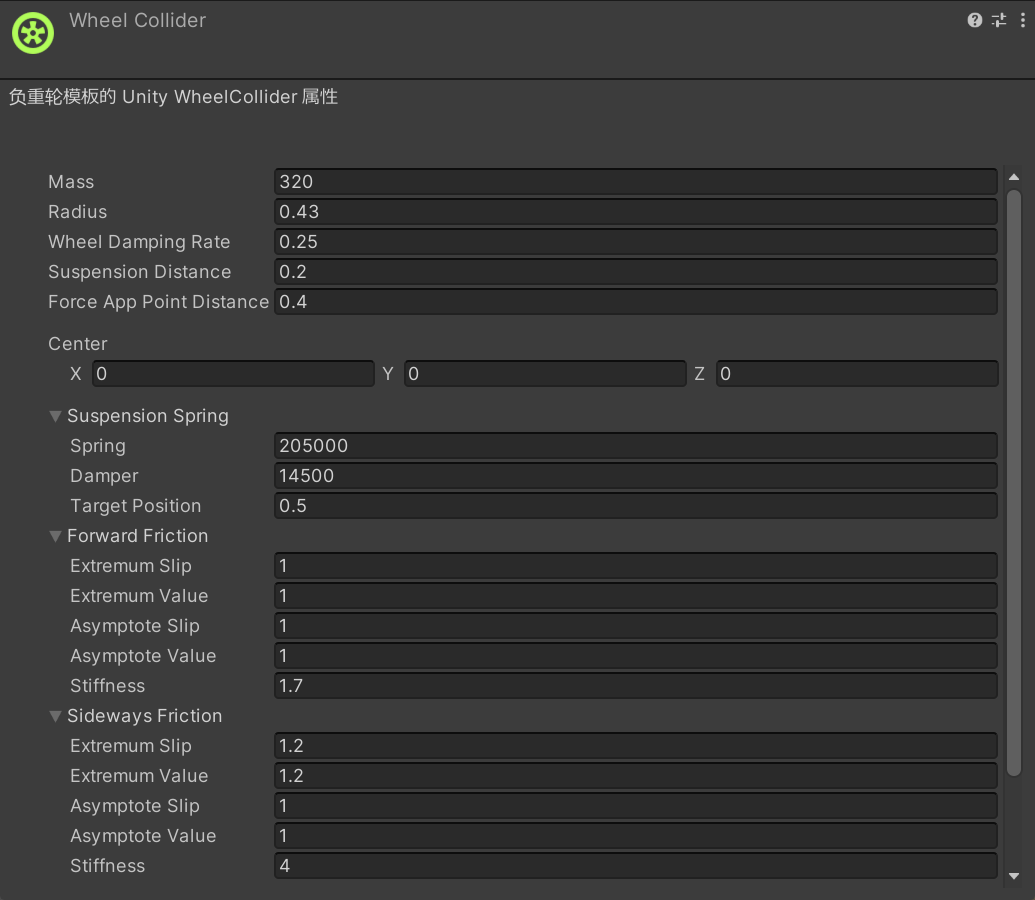 Wheel Collider
负重轮模板的 Unity WheelCollider 属性
Mass 320
Radius 0.43
Wheel Damping Rate 0.25
Suspension Distance 0.2
Force App Point Distance 0.4
Center
X 0 Y 0 Z 0
Suspension Spring
Spring 205000
Damper 14500
Target Position 0.5
Forward Friction
Extremum Slip 1
Extremum Value 1
Asymptote Slip 1
Asymptote Value 1
Stiffness 1.7
Sideways Friction
Extremum Slip 1.2
Extremum Value 1.2
Asymptote Slip 1
Asymptote Value 1
Stiffness 4